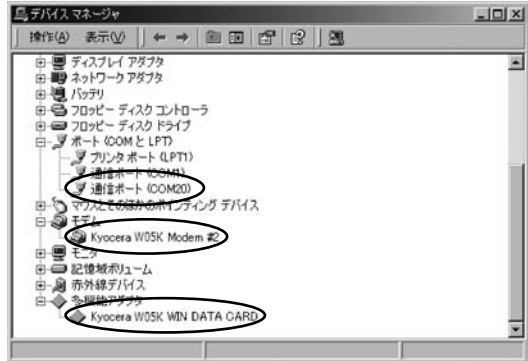 デバイス マネージャ
操作(A) 表示(V)
ディスプレイ アダプタ
ネットワーク アダプタ
バッテリ
フロッピー ディスク コントローラ
フロッピー ディスク ドライブ
ポート (COM と LPT)
プリンタ ポート (LPT1)
通信ポート (COM1)
通信ポート (COM20)
マウスとそのほかのポインティング デバイス
モデム
Kyocera W05K Modem #2
モニタ
記憶域ボリューム
赤外線デバイス
多機能アダプタ
Kyocera W05K WIN DATA CARD